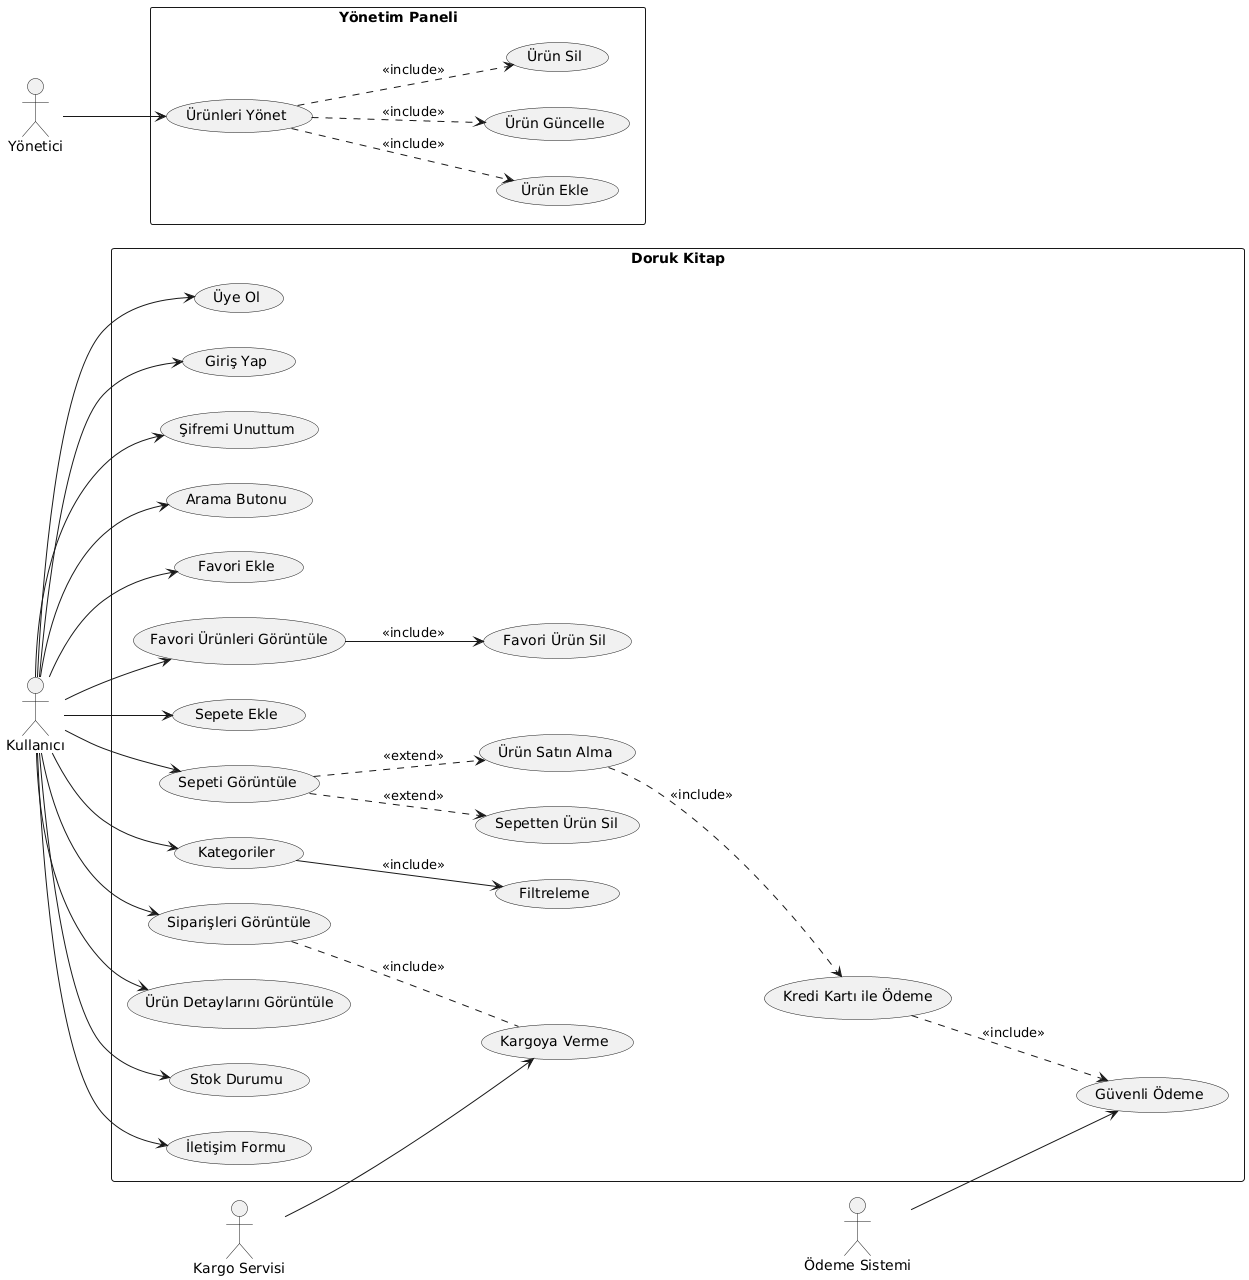 Yönetim Paneli
Ürün Sil
«include»
Ürünleri Yönet
«include»
Ürün Güncelle
«include»
Ürün Ekle
Yönetici
Doruk Kitap
Üye Ol
Giriş Yap
Şifremi Unuttum
Arama Butonu
Favori Ekle
Favori Ürünleri Görüntüle
«include»
Favori Ürün Sil
Kullanıcı
Sepete Ekle
Sepeti Görüntüle
«extend»
Ürün Satın Alma
«extend»
Sepetten Ürün Sil
«include»
Kategoriler
«include»
Filtreleme
Siparişleri Görüntüle
«include»
Ürün Detaylarını Görüntüle
Kredi Kartı ile Ödeme
Kargoya Verme
«include»
Stok Durumu
Güvenli Ödeme
İletişim Formu
Kargo Servisi
Ödeme Sistemi